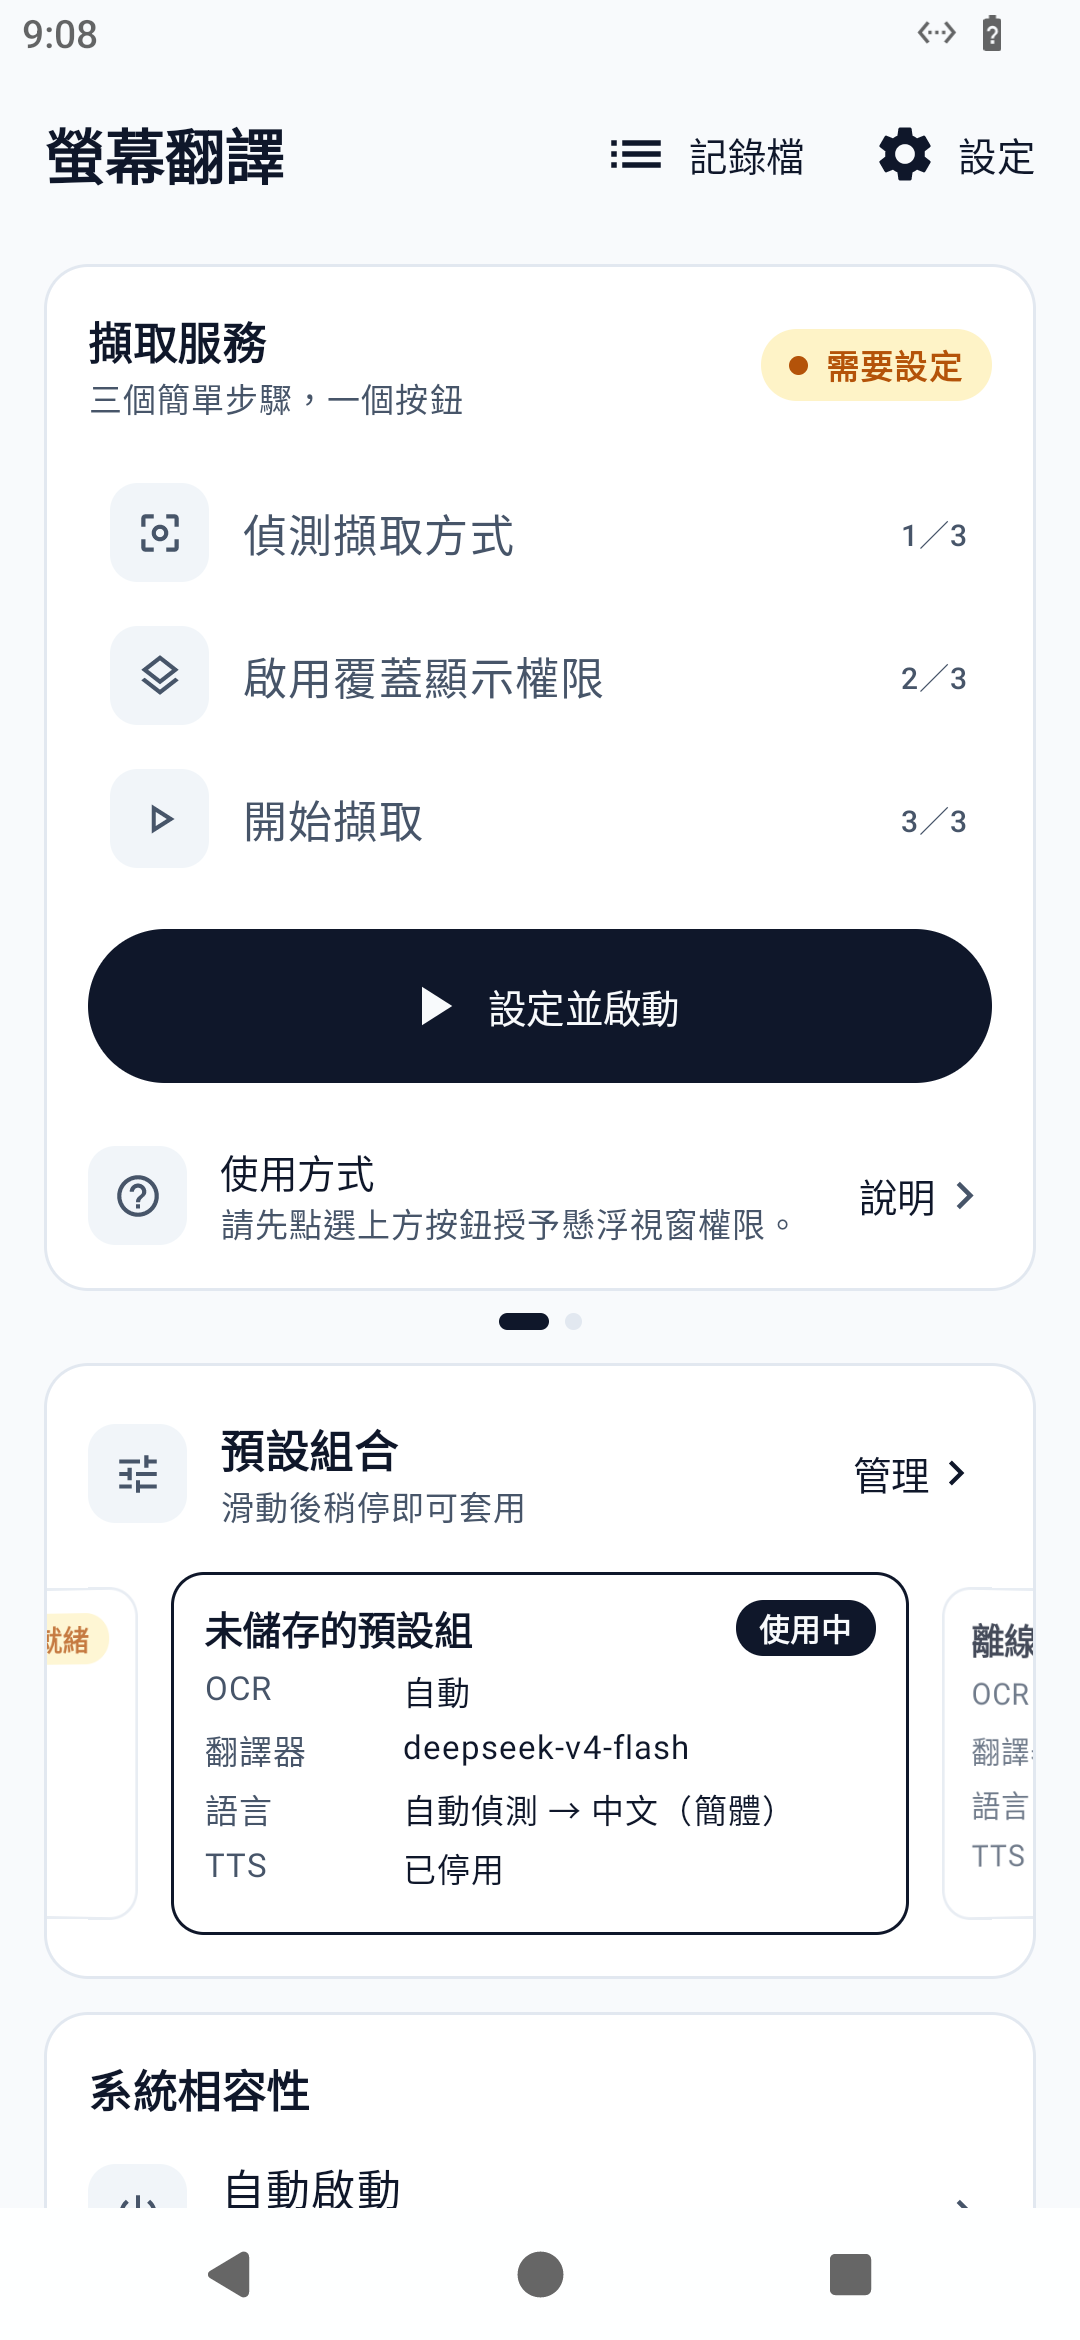 9:08
螢幕翻譯
記錄檔
設定
擷取服務
三個簡單步驟，一個按鈕
需要設定
偵測擷取方式
1／3
啟用覆蓋顯示權限
2／3
開始擷取
3／3
設定並啟動
使用方式
請先點選上方按鈕授予懸浮視窗權限。
說明
預設組合
滑動後稍停即可套用
管理
就緒
未儲存的預設組
使用中
OCR 自動
翻譯器 deepseek-v4-flash
語言 自動偵測 → 中文（簡體）
TTS 已停用
離線
OCR
翻譯
語言
TTS
系統相容性
自動啟動